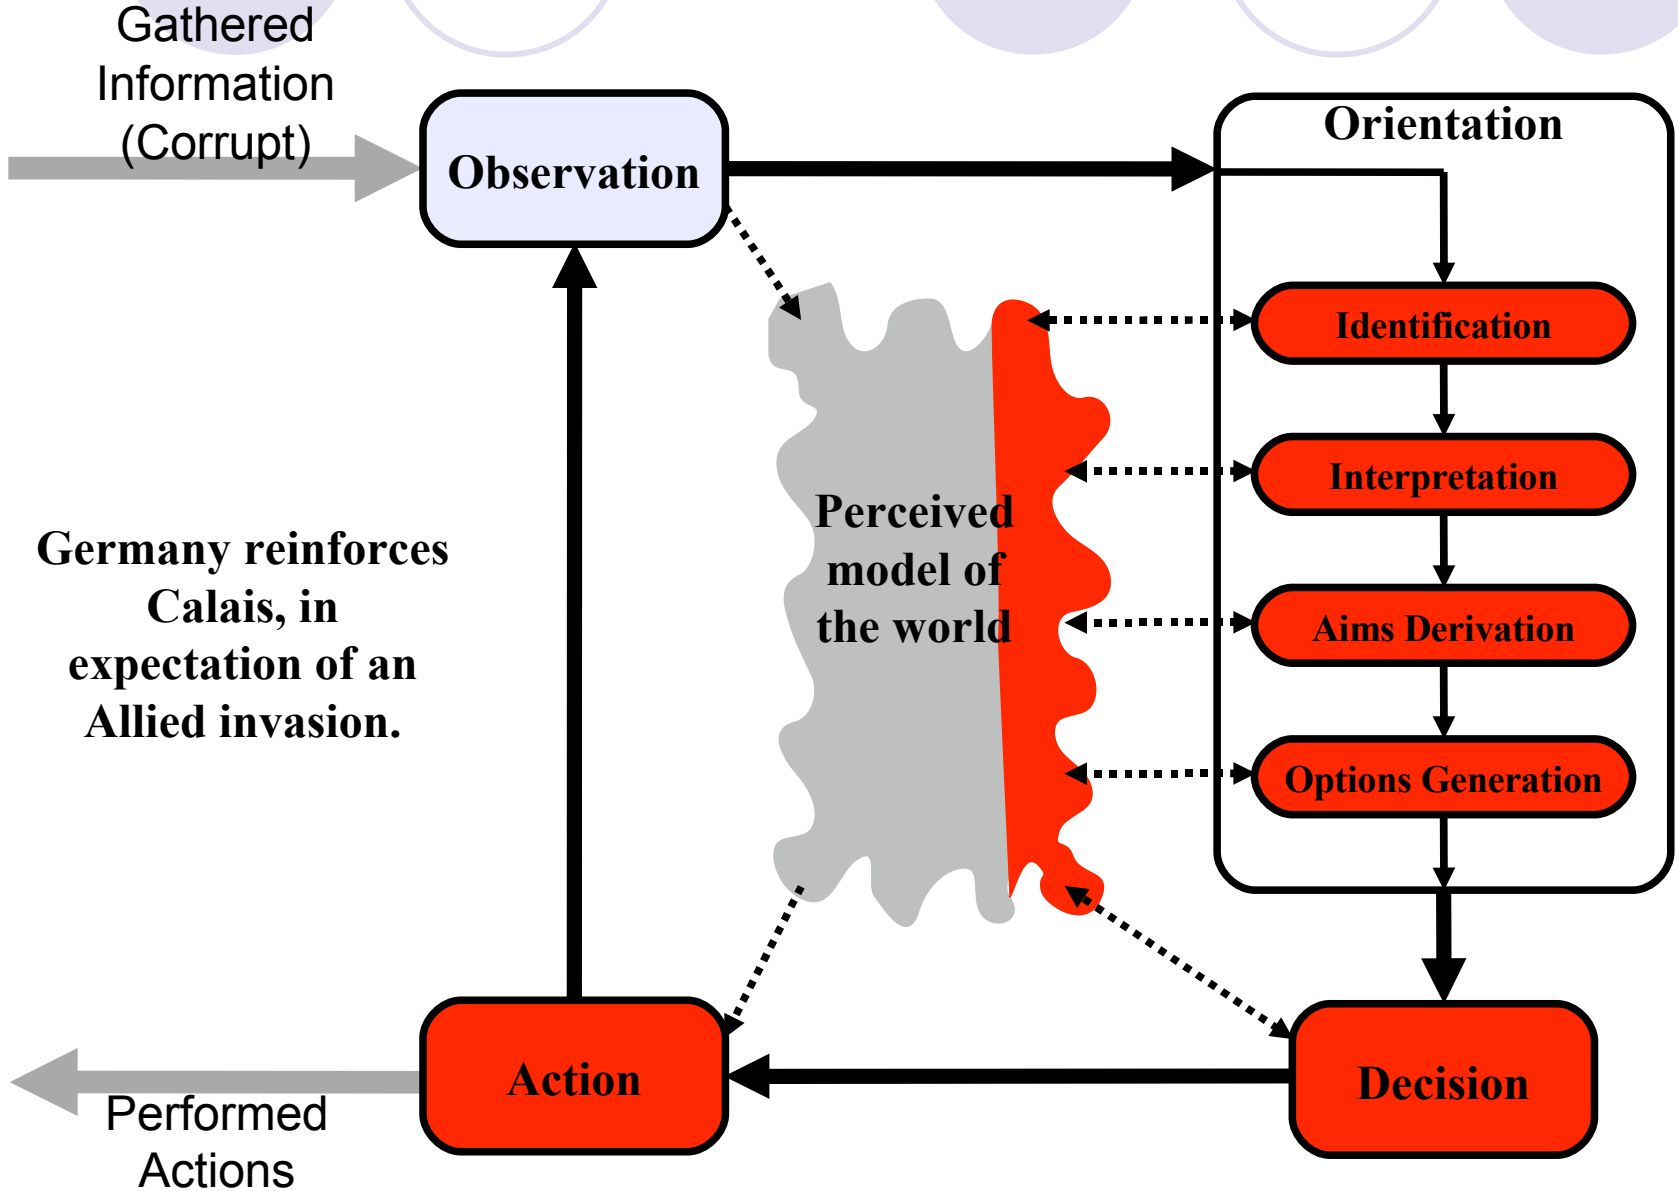 Gathered
Information
(Corrupt)
Observation
Orientation
Identification
Interpretation
Aims Derivation
Options Generation
Perceived
model of
the world
Germany reinforces
Calais, in
expectation of an
Allied invasion.
Action
Decision
Performed
Actions